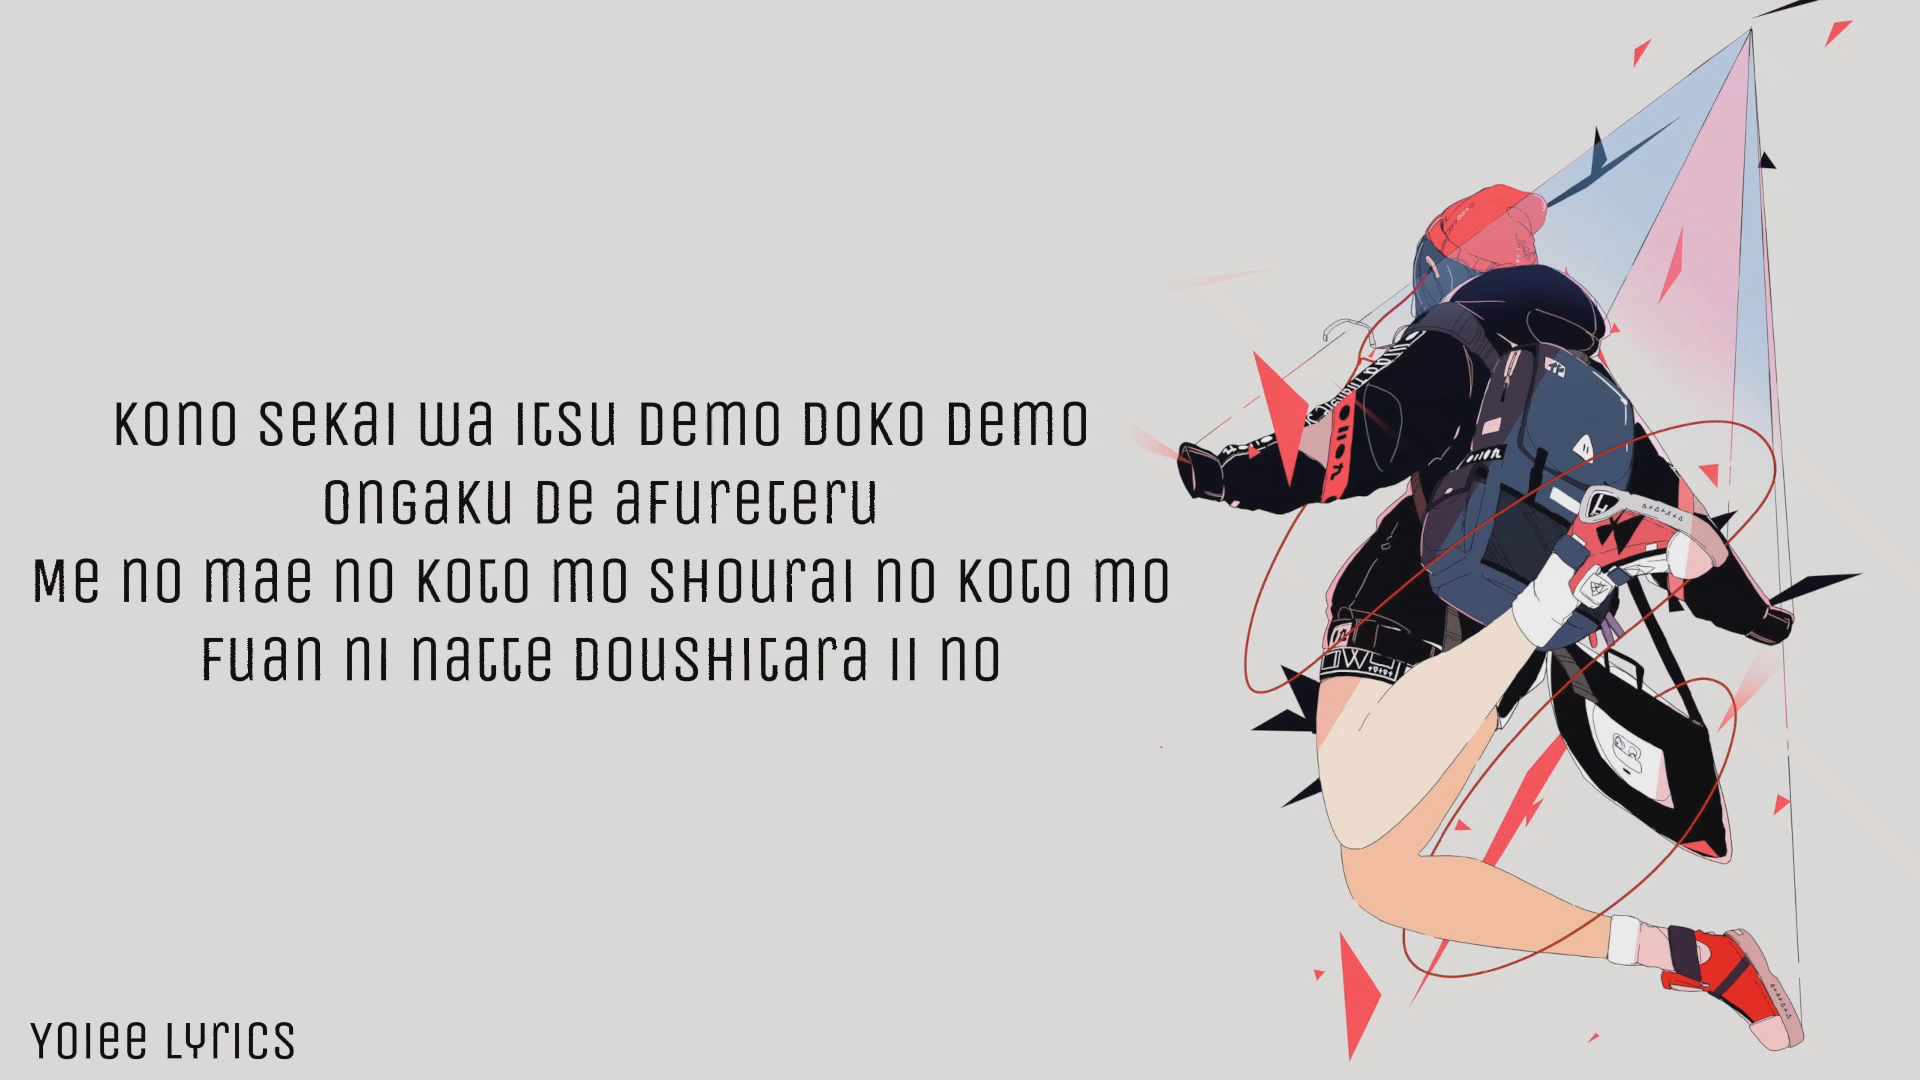 Kono sekai wa itsu demo doko demo
Ongaku de afureteru
Me no mae no koto mo shourai no koto mo
Fuan ni natte doushitara ii no
Yoiee Lyrics